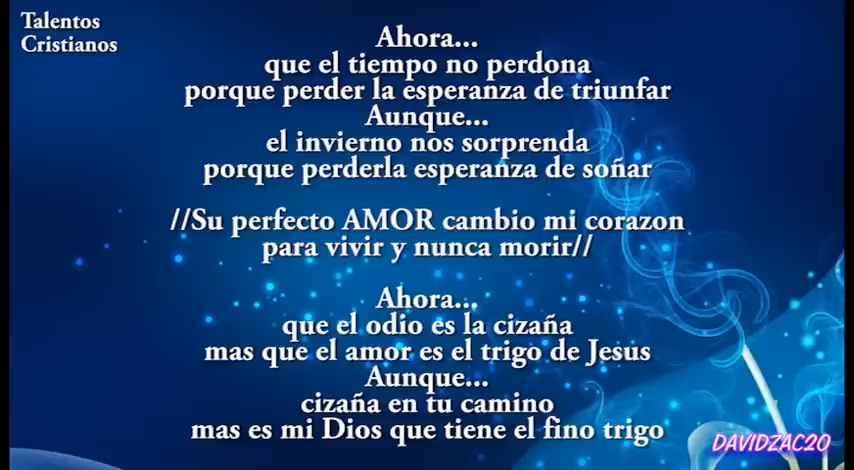 Talentos
Cristianos
Ahora...
que el tiempo no perdona
porque perder la esperanza de triunfar
Aunque...
el invierno nos sorprenda
porque perderla esperanza de soñar
//Su perfecto AMOR cambio mi corazon
para vivir y nunca morir//
Ahora...
que el odio es la cizaña
mas que el amor es el trigo de Jesus
Aunque...
cizaña en tu camino
mas es mi Dios que tiene el fino trigo
DAVIDZAC20